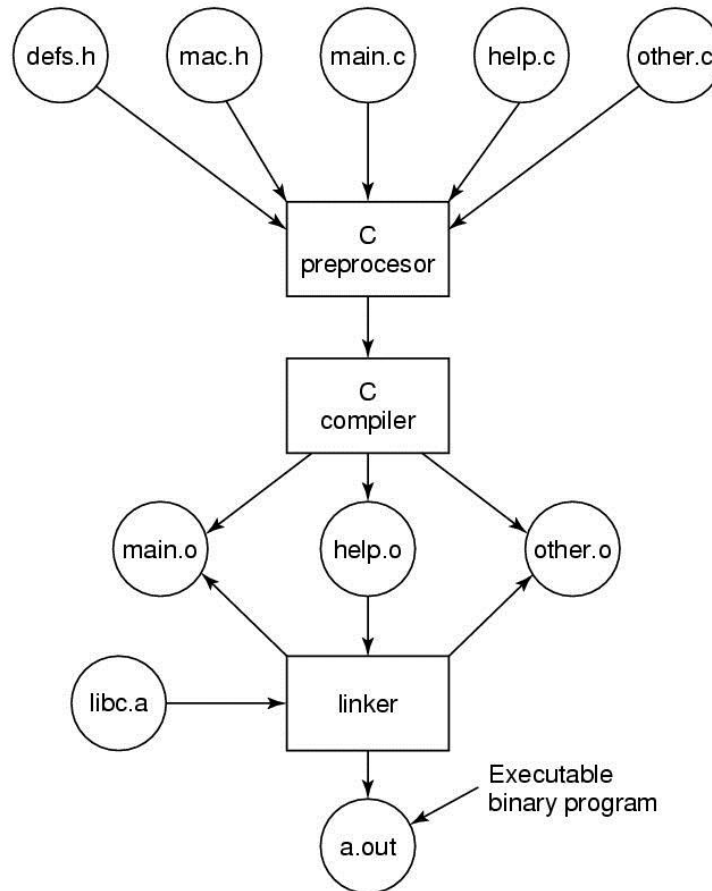 defs.h
mac.h
main.c
help.c
other.c
C
preprocesor
C
compiler
main.o
help.o
other.o
libc.a
linker
Executable
binary program
a.out